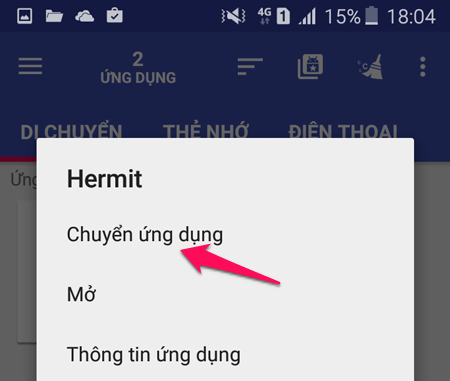 4G 1 15% 18:04
2
ỨNG DỤNG
DI CHUYỂN THẺ NHỚ ĐIỆN THOẠI
Ứng
Hermit
Chuyển ứng dụng
Mở
Thông tin ứng dụng